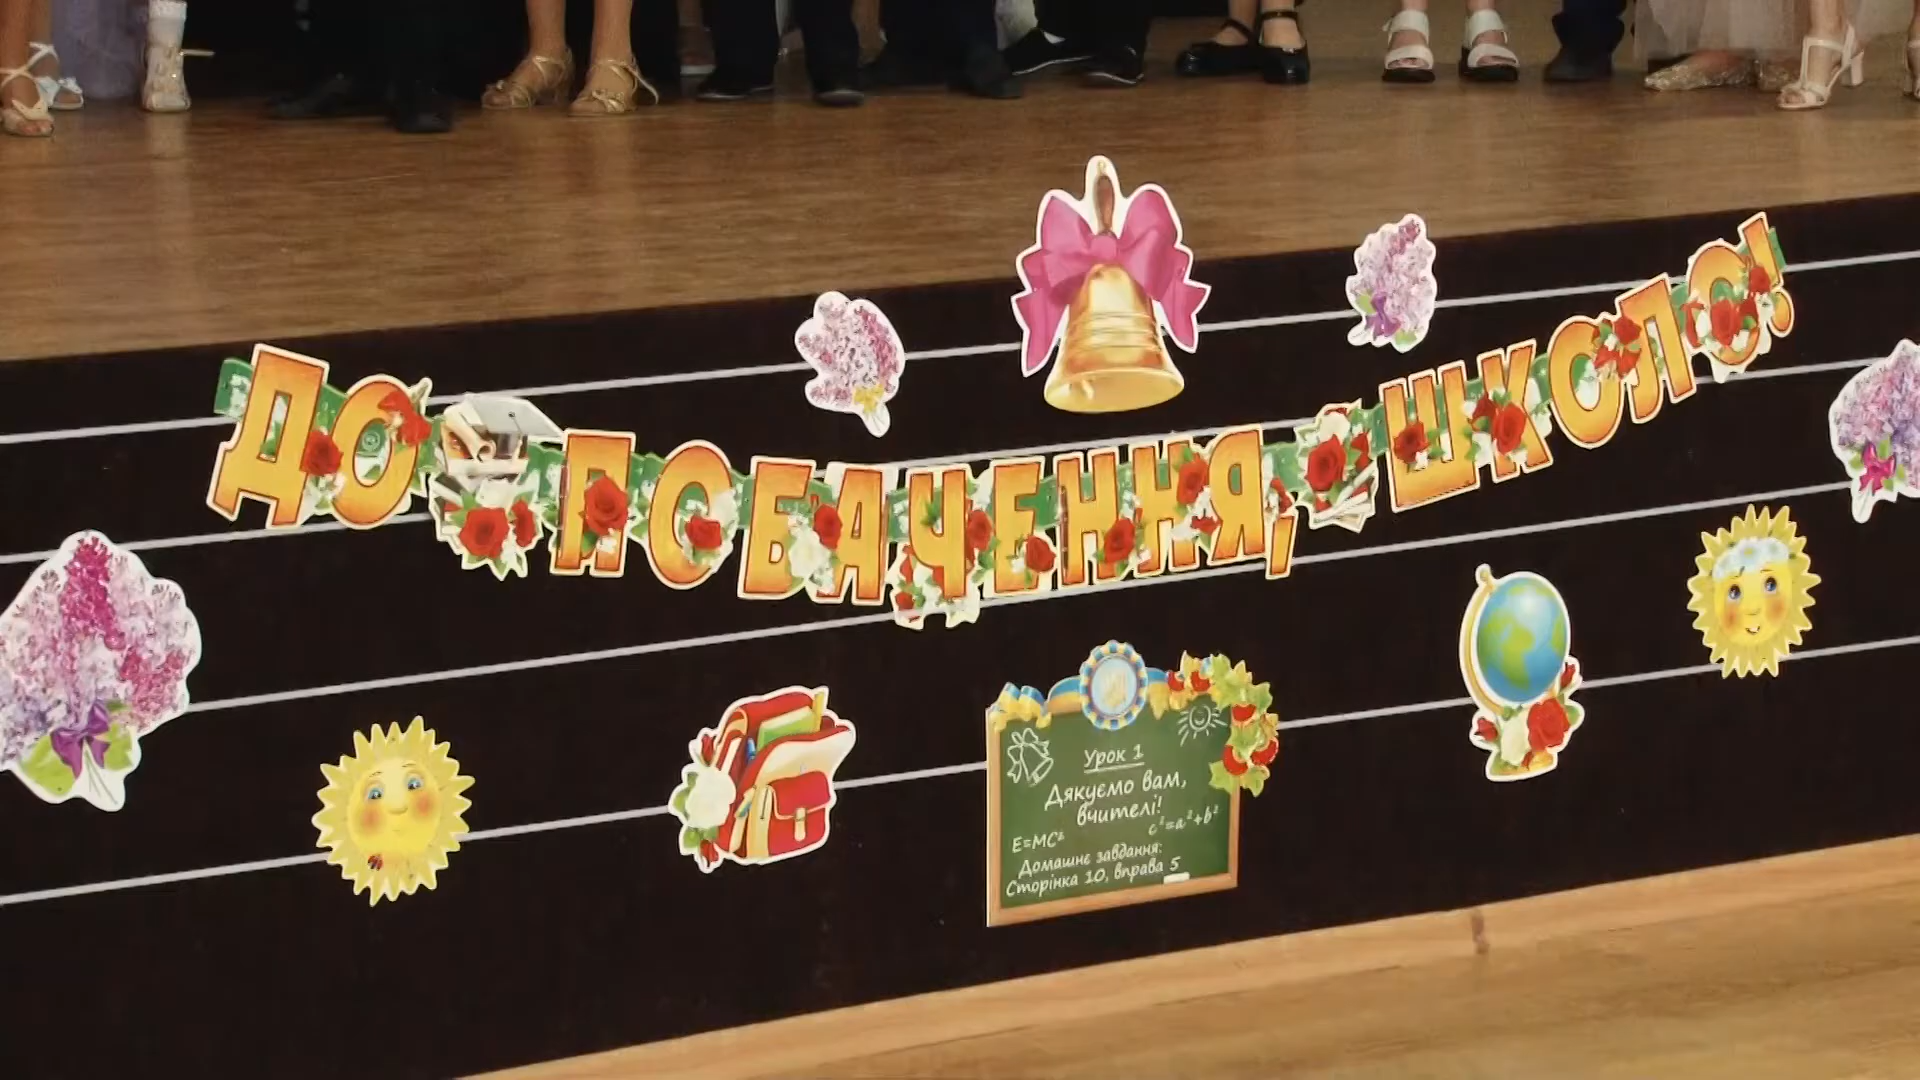 ДО ПОБАЧЕННЯ, ШКОЛО!
Урок 1
Дякуємо вам,
вчителі!
E=MC² c²=a²+b²
Домашнє завдання:
Сторінка 10, вправа 5